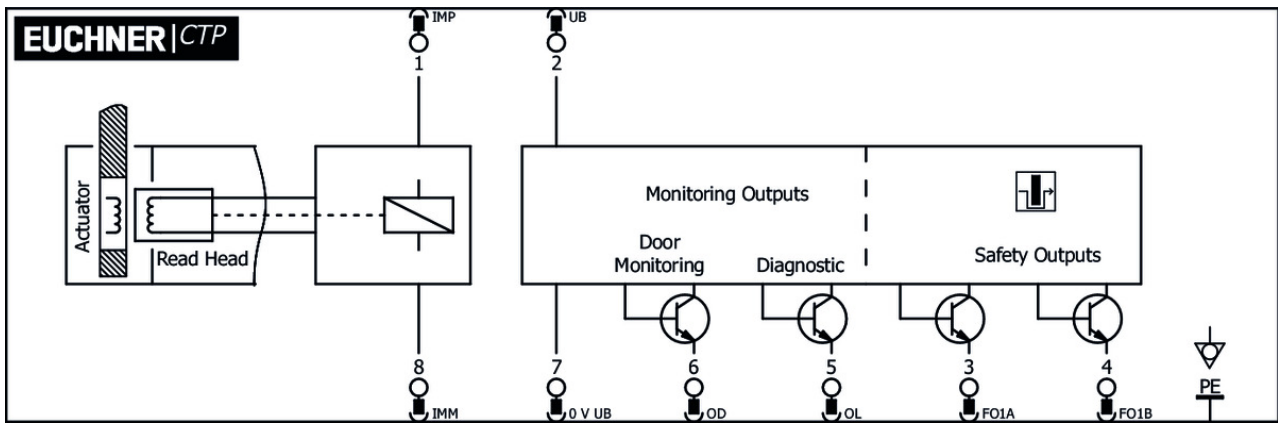 EUCHNER|CTP
IMP
UB
1
2
Actuator
Read Head
Monitoring Outputs
Door
Monitoring
Diagnostic
Safety Outputs
8
7
6
5
3
4
PE
IMM
0 V UB
OD
OL
FO1A
FO1B